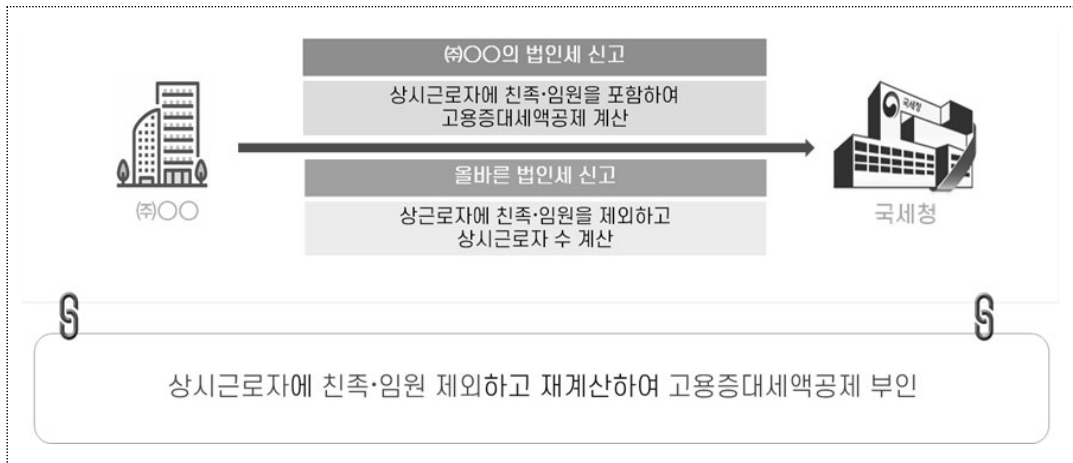 ㈜○○의 법인세 신고
상시근로자에 친족·임원을 포함하여
고용증대세액공제 계산
국세청
올바른 법인세 신고
㈜○○
상근로자에 친족·임원을 제외하고
상시근로자 수 계산
국세청
상시근로자에 친족·임원 제외하고 재계산하여 고용증대세액공제 부인